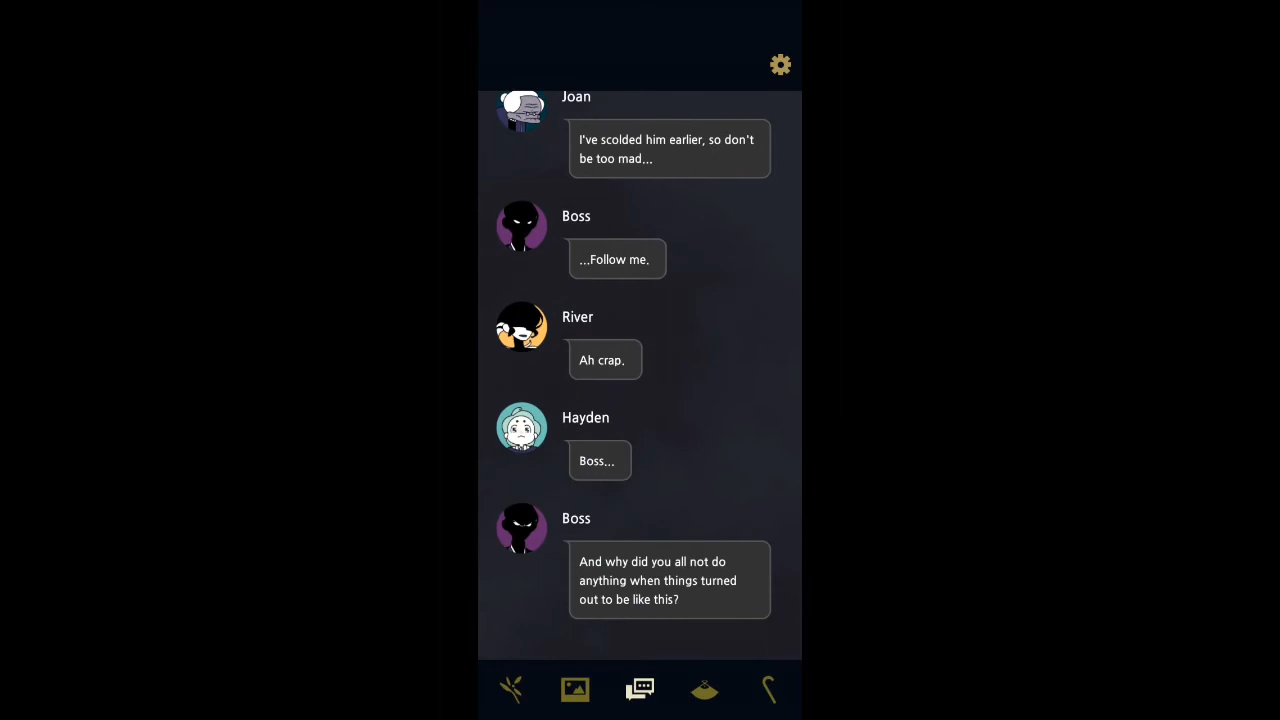 Joan
I've scolded him earlier, so don't
be too mad...
Boss
...Follow me.
River
Ah crap.
Hayden
Boss...
Boss
And why did you all not do
anything when things turned
out to be like this?